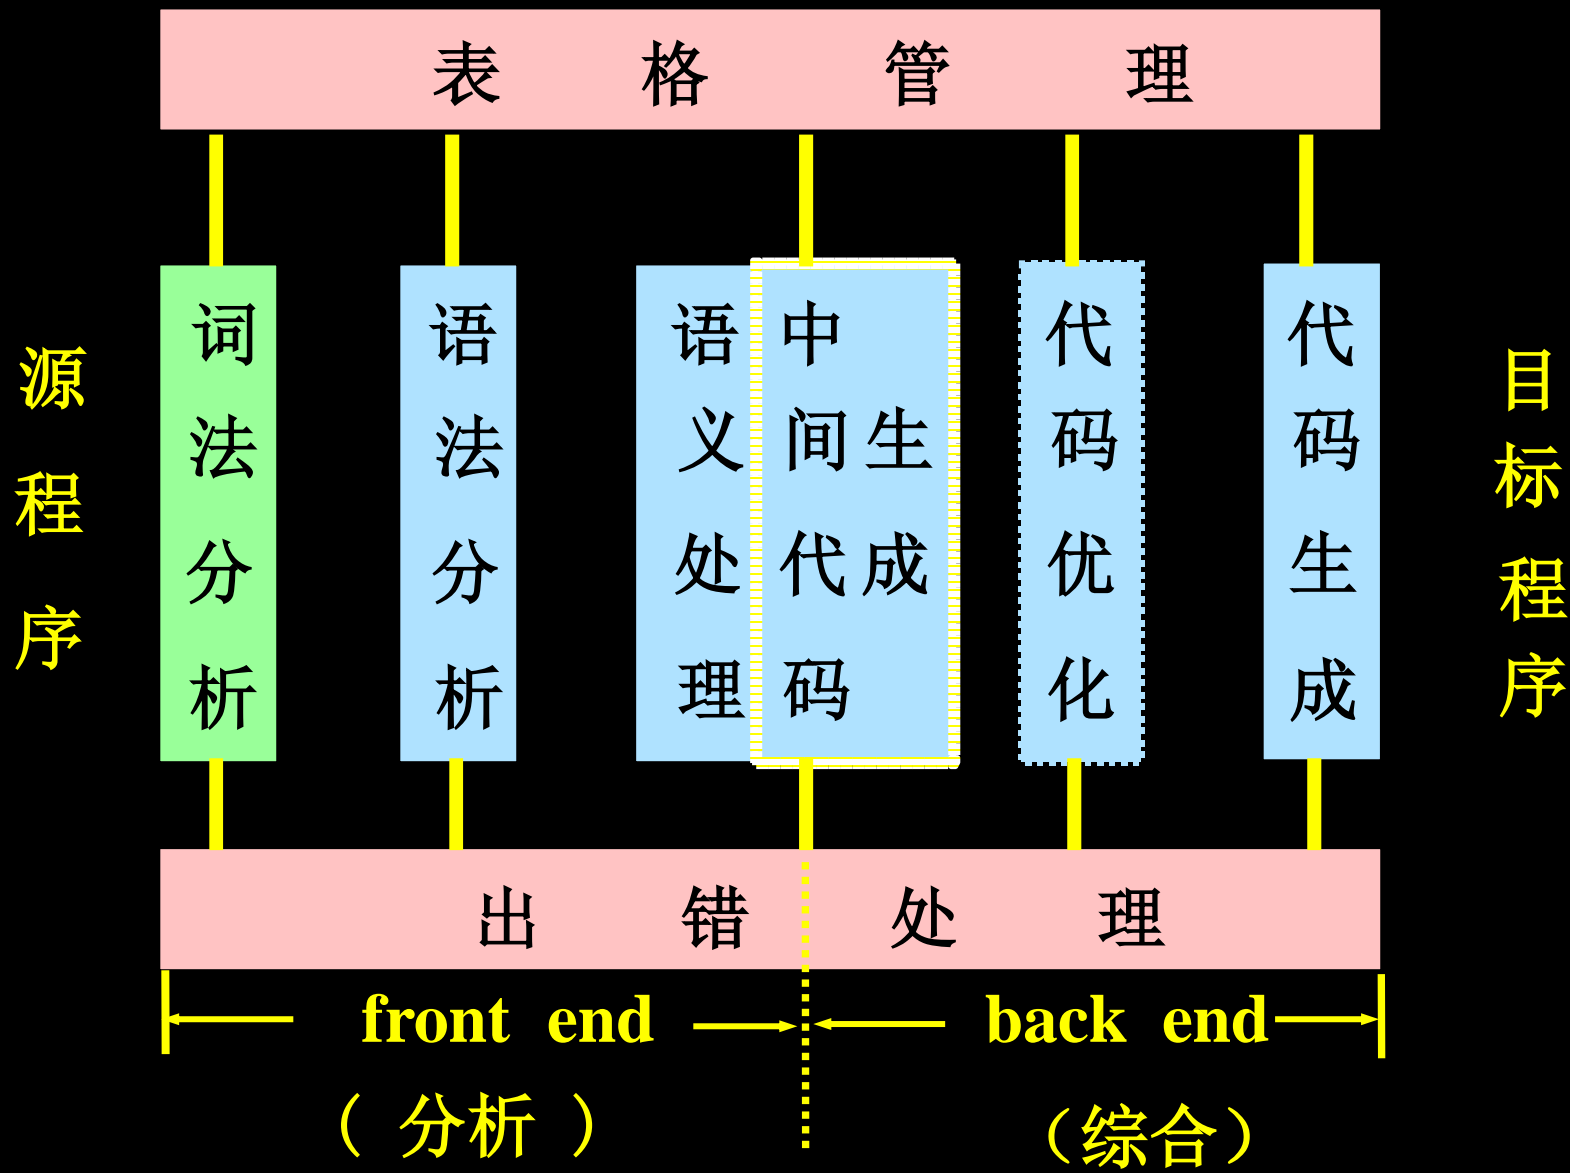 表格管理
源程序
词法分析
语法分析
语义处理
中间代码
生成
代码优化
代码生成
目标程序
出错处理
front end
back end
（分析）
（综合）